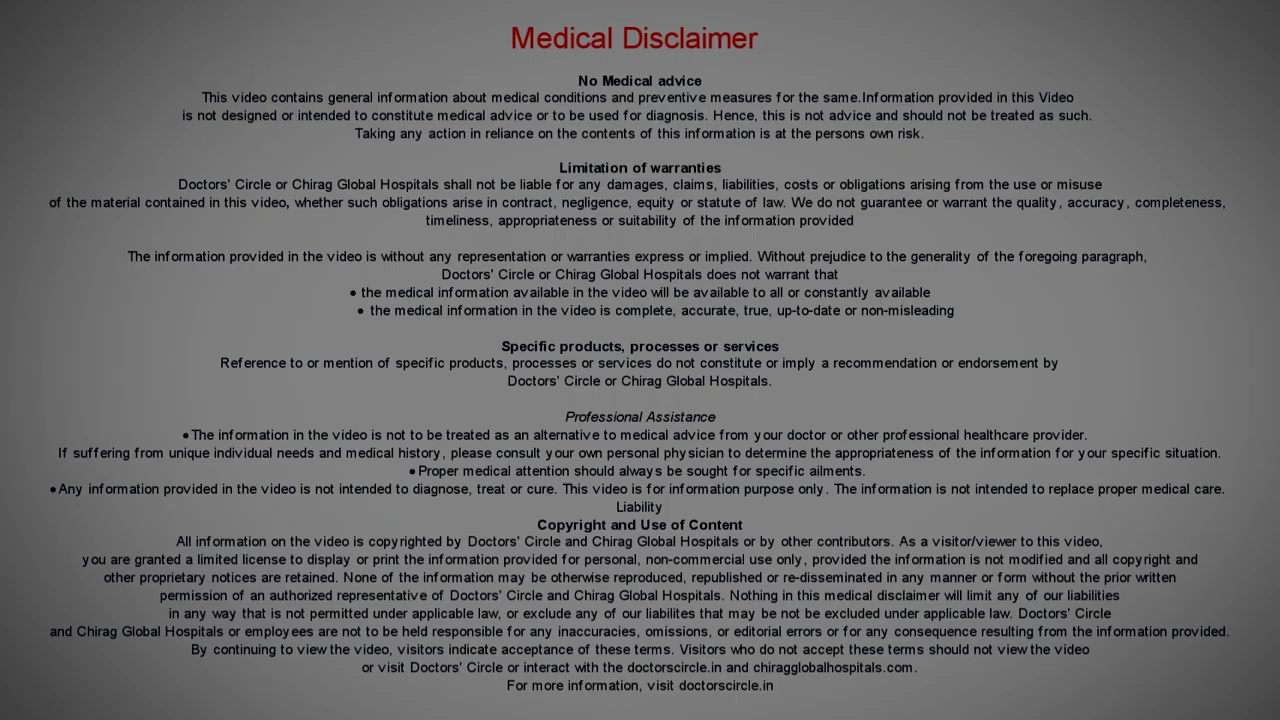 Medical Disclaimer
No Medical advice
This video contains general information about medical conditions and preventive measures for the same.Information provided in this Video
is not designed or intended to constitute medical advice or to be used for diagnosis. Hence, this is not advice and should not be treated as such.
Taking any action in reliance on the contents of this information is at the persons own risk.
Limitation of warranties
Doctors' Circle or Chirag Global Hospitals shall not be liable for any damages, claims, liabilities, costs or obligations arising from the use or misuse
of the material contained in this video, whether such obligations arise in contract, negligence, equity or statute of law. We do not guarantee or warrant the quality, accuracy, completeness,
timeliness, appropriateness or suitability of the information provided
The information provided in the video is without any representation or warranties express or implied. Without prejudice to the generality of the foregoing paragraph,
Doctors' Circle or Chirag Global Hospitals does not warrant that
• the medical information available in the video will be available to all or constantly available
• the medical information in the video is complete, accurate, true, up-to-date or non-misleading
Specific products, processes or services
Reference to or mention of specific products, processes or services do not constitute or imply a recommendation or endorsement by
Doctors' Circle or Chirag Global Hospitals.
Professional Assistance
•The information in the video is not to be treated as an alternative to medical advice from your doctor or other professional healthcare provider.
If suffering from unique individual needs and medical history, please consult your own personal physician to determine the appropriateness of the information for your specific situation.
•Proper medical attention should always be sought for specific ailments.
•Any information provided in the video is not intended to diagnose, treat or cure. This video is for information purpose only. The information is not intended to replace proper medical care.
Liability
Copyright and Use of Content
All information on the video is copyrighted by Doctors' Circle and Chirag Global Hospitals or by other contributors. As a visitor/viewer to this video,
you are granted a limited license to display or print the information provided for personal, non-commercial use only, provided the information is not modified and all copyright and
other proprietary notices are retained. None of the information may be otherwise reproduced, republished or re-disseminated in any manner or form without the prior written
permission of an authorized representative of Doctors' Circle and Chirag Global Hospitals. Nothing in this medical disclaimer will limit any of our liabilities
in any way that is not permitted under applicable law, or exclude any of our liabilites that may be not be excluded under applicable law. Doctors' Circle
and Chirag Global Hospitals or employees are not to be held responsible for any inaccuracies, omissions, or editorial errors or for any consequence resulting from the information provided.
By continuing to view the video, visitors indicate acceptance of these terms. Visitors who do not accept these terms should not view the video
or visit Doctors' Circle or interact with the doctorscircle.in and chiragglobalhospitals.com.
For more information, visit doctorscircle.in